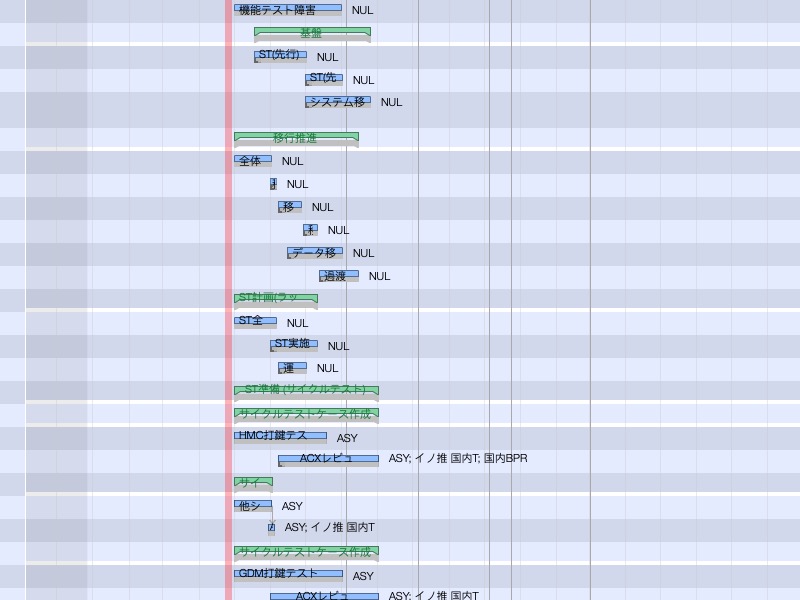 機能テスト障害 NUL
基盤
ST(先行) NUL
ST(先 NUL
システム移 NUL
移行推進
全体 NUL
NUL
移 NUL
NUL
データ移 NUL
過渡 NUL
ST計画(ラッ
ST全 NUL
ST実施 NUL
運 NUL
ST準備 (サイクルテスト)
サイクルテストケース作成
HMC打鍵テス ASY
ACXレビュ ASY; イノ推 国内T; 国内BPR
サイ
他シ ASY
ASY; イノ推 国内T
サイクルテストケース作成
GDM打鍵テスト ASY
ACXレビュ ASY; イノ推 国内T